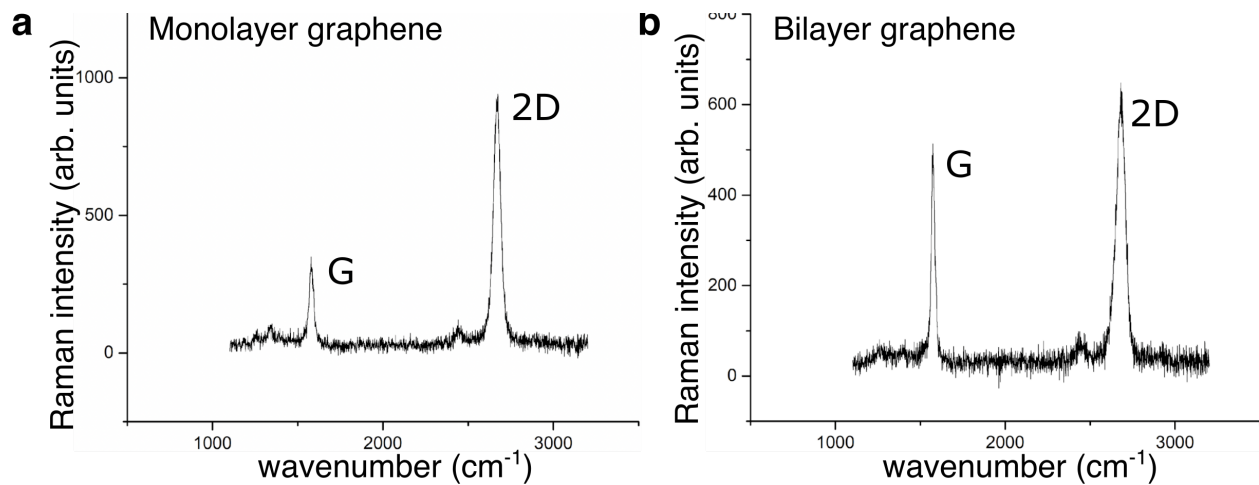 a
Monolayer graphene
Raman intensity (arb. units)
1000
500
0
2D
G
1000
2000
3000
wavenumber (cm-1)
b
Bilayer graphene
Raman intensity (arb. units)
800
600
400
200
0
G
2D
1000
2000
3000
wavenumber (cm-1)